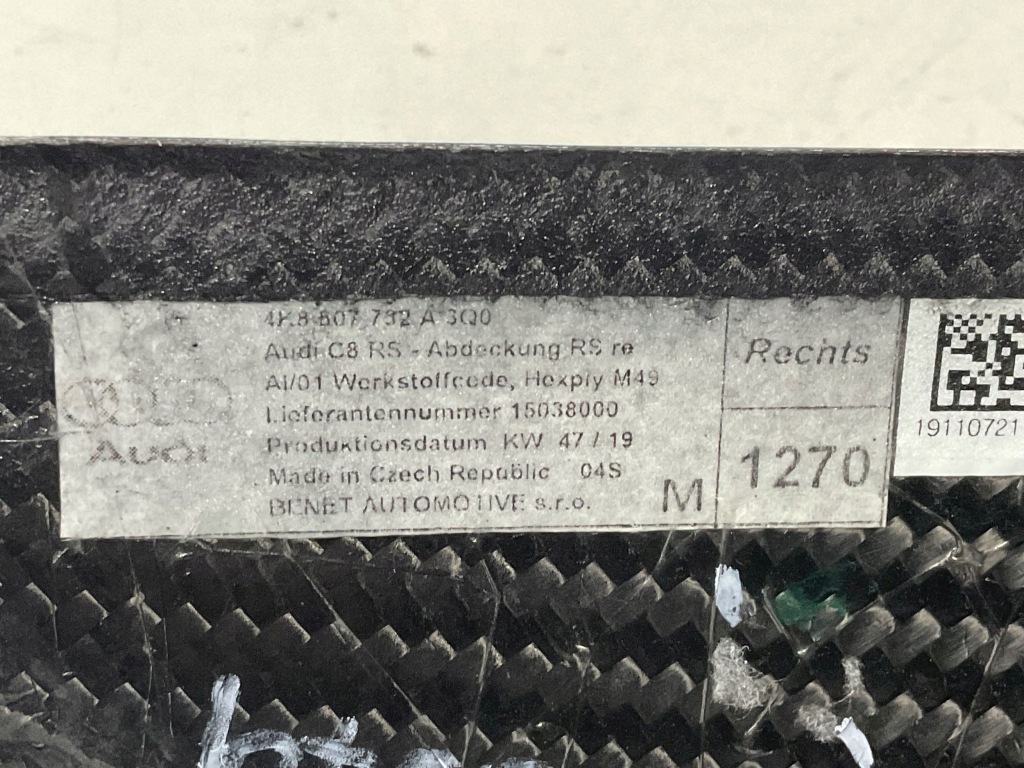 4K8 807 732 A 3Q0
Audi C8 RS - Abdeckung RS re
AI/01 Werkstoffcode, Hexply M49
Lieferantennummer 15038000
Produktionsdatum KW 47 / 19
Made in Czech Republic 04S
BENET AUTOMOTIVE s.r.o.
M
Audi
Rechts
1270
19110721